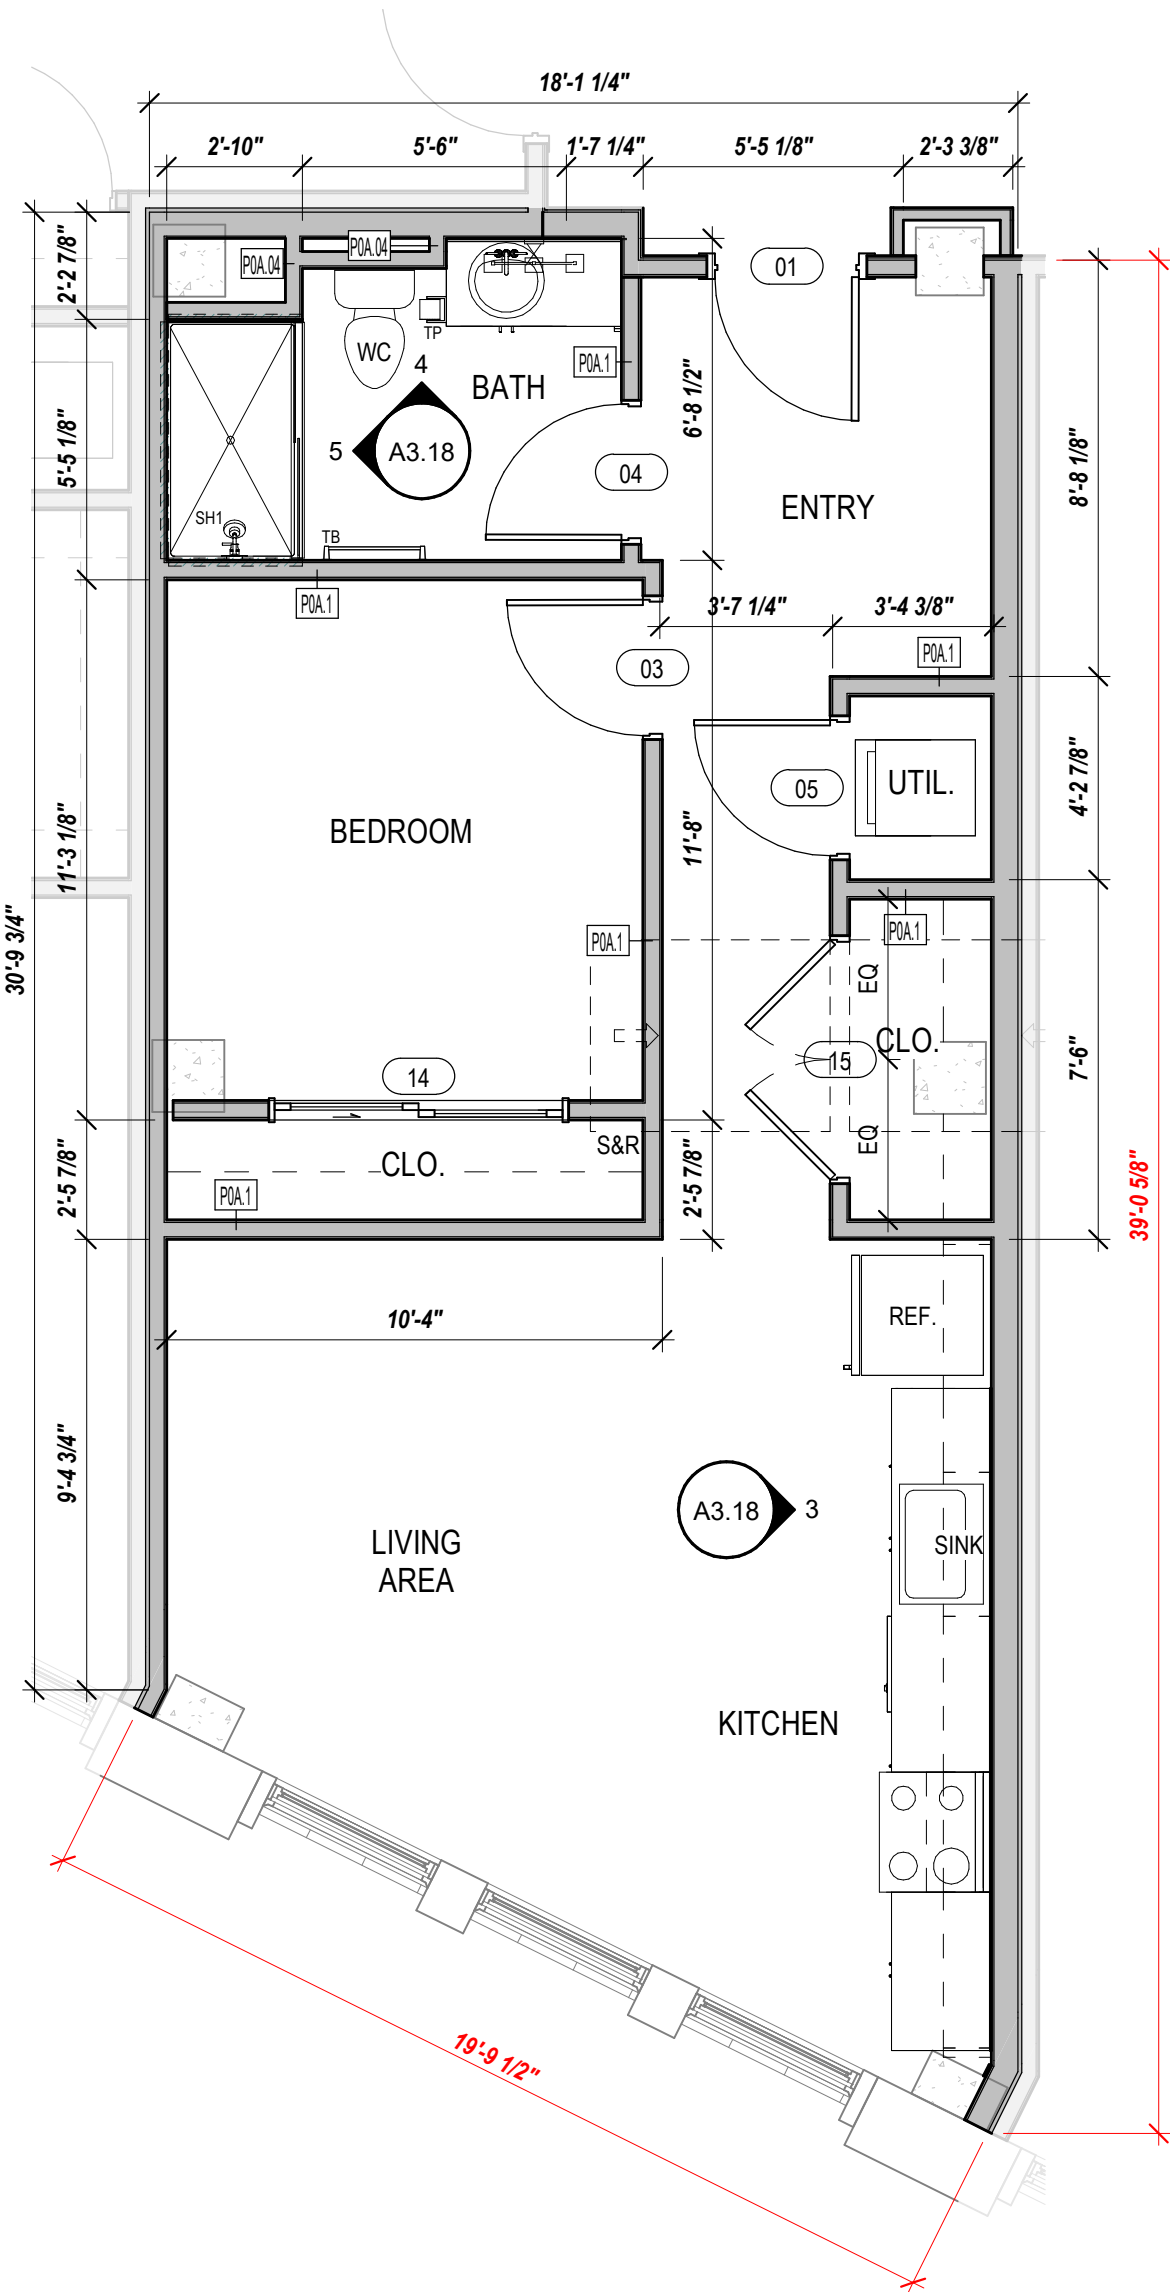 18'-1 1/4"
2'-10"
5'-6"
1'-7 1/4"
5'-5 1/8"
2'-3 3/8"
2'-2 7/8"
P0A.04
P0A.04
01
TP
WC
4
P0A.1
BATH
6'-8 1/2"
5'-5 1/8"
5
A3.18
04
8'-8 1/8"
ENTRY
SH1
TB
P0A.1
3'-7 1/4"
3'-4 3/8"
P0A.1
03
05
UTIL.
4'-2 7/8"
BEDROOM
11'-8"
11'-3 1/8"
30'-9 3/4"
P0A.1
P0A.1
EQ
CLO.
15
7'-6"
14
EQ
S&R
CLO.
2'-5 7/8"
2'-5 7/8"
P0A.1
39'-0 5/8"
10'-4"
REF.
9'-4 3/4"
A3.18
3
LIVING
AREA
SINK
KITCHEN
19'-9 1/2"